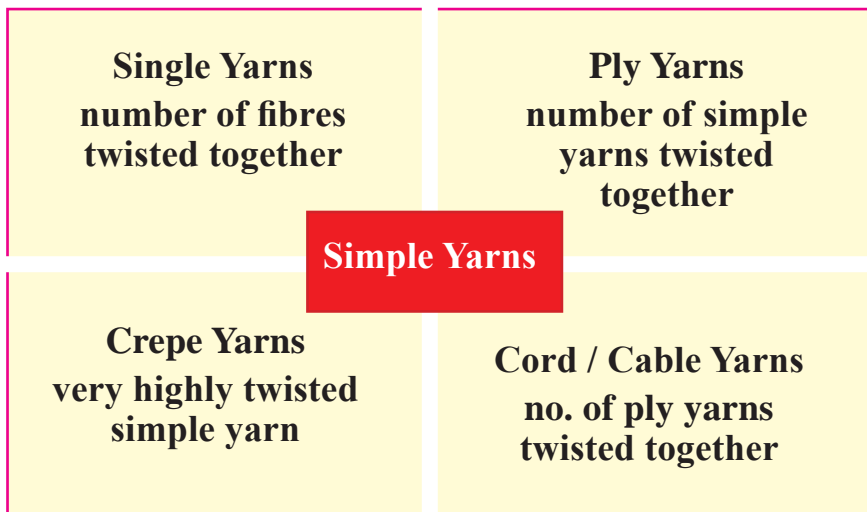 Single Yarns
number of fibres
twisted together
Ply Yarns
number of simple
yarns twisted
together
Simple Yarns
Crepe Yarns
very highly twisted
simple yarn
Cord / Cable Yarns
no. of ply yarns
twisted together